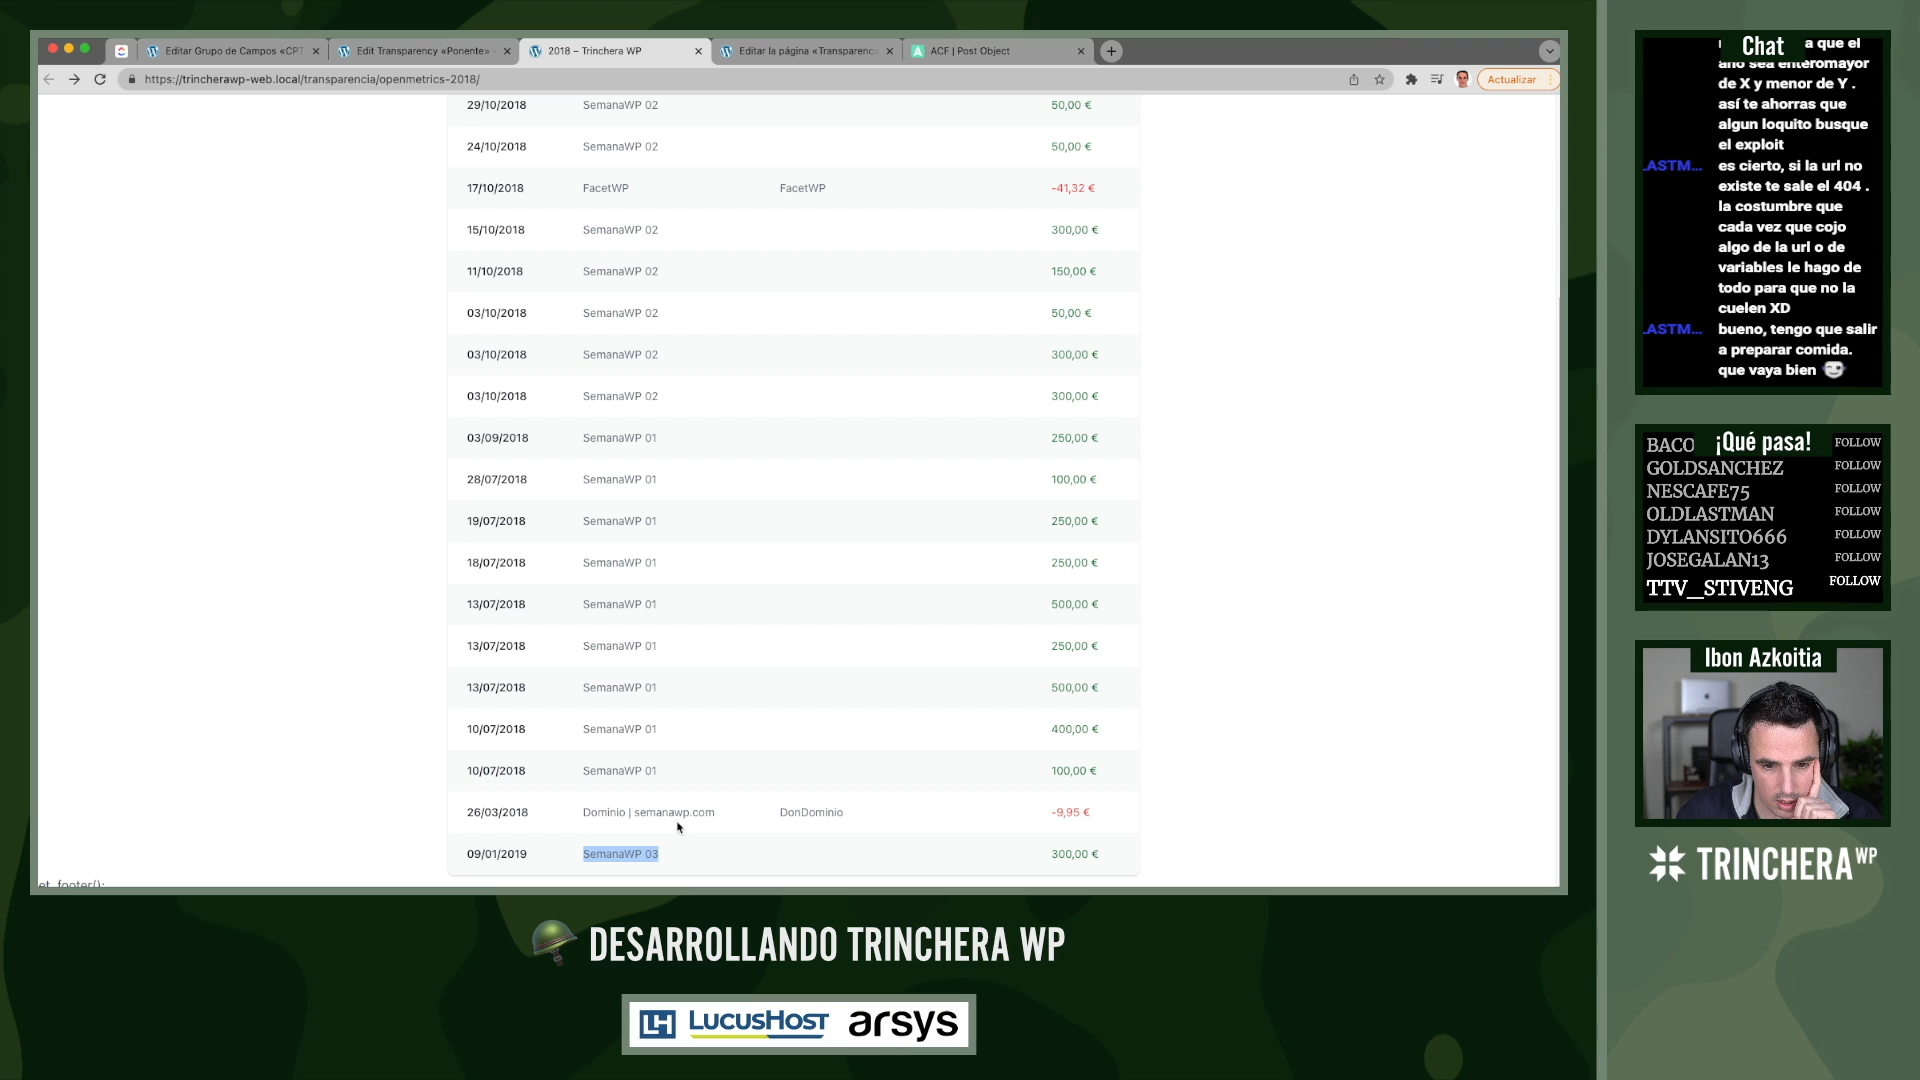 Editar Grupo de Campos «CPT
Edit Transparency «Ponente»
2018 – Trinchera WP
Editar la página «Transparenci
ACF | Post Object
https://trincherawp-web.local/transparencia/openmetrics-2018/
Actualizar
29/10/2018 SemanaWP 02 50,00 €
24/10/2018 SemanaWP 02 50,00 €
17/10/2018 FacetWP FacetWP -41,32 €
15/10/2018 SemanaWP 02 300,00 €
11/10/2018 SemanaWP 02 150,00 €
03/10/2018 SemanaWP 02 50,00 €
03/10/2018 SemanaWP 02 300,00 €
03/10/2018 SemanaWP 02 300,00 €
03/09/2018 SemanaWP 01 250,00 €
28/07/2018 SemanaWP 01 100,00 €
19/07/2018 SemanaWP 01 250,00 €
18/07/2018 SemanaWP 01 250,00 €
13/07/2018 SemanaWP 01 500,00 €
13/07/2018 SemanaWP 01 250,00 €
13/07/2018 SemanaWP 01 500,00 €
10/07/2018 SemanaWP 01 400,00 €
10/07/2018 SemanaWP 01 100,00 €
26/03/2018 Dominio | semanawp.com DonDominio -9,95 €
09/01/2019 SemanaWP 03 300,00 €
et_footer();
Chat
a que el
año sea enteromayor
de X y menor de Y .
así te ahorras que
algun loquito busque
el exploit
.ASTM... es cierto, si la url no
existe te sale el 404 .
la costumbre que
cada vez que cojo
algo de la url o de
variables le hago de
todo para que no la
cuelen XD
.ASTM... bueno, tengo que salir
a preparar comida.
que vaya bien
¡Qué pasa!
BACO FOLLOW
GOLDSANCHEZ FOLLOW
NESCAFE75 FOLLOW
OLDLASTMAN FOLLOW
DYLANSITO666 FOLLOW
JOSEGALAN13 FOLLOW
TTV_STIVENG FOLLOW
Ibon Azkoitia
TRINCHERA WP
DESARROLLANDO TRINCHERA WP
LH LUCUSHOST arsys